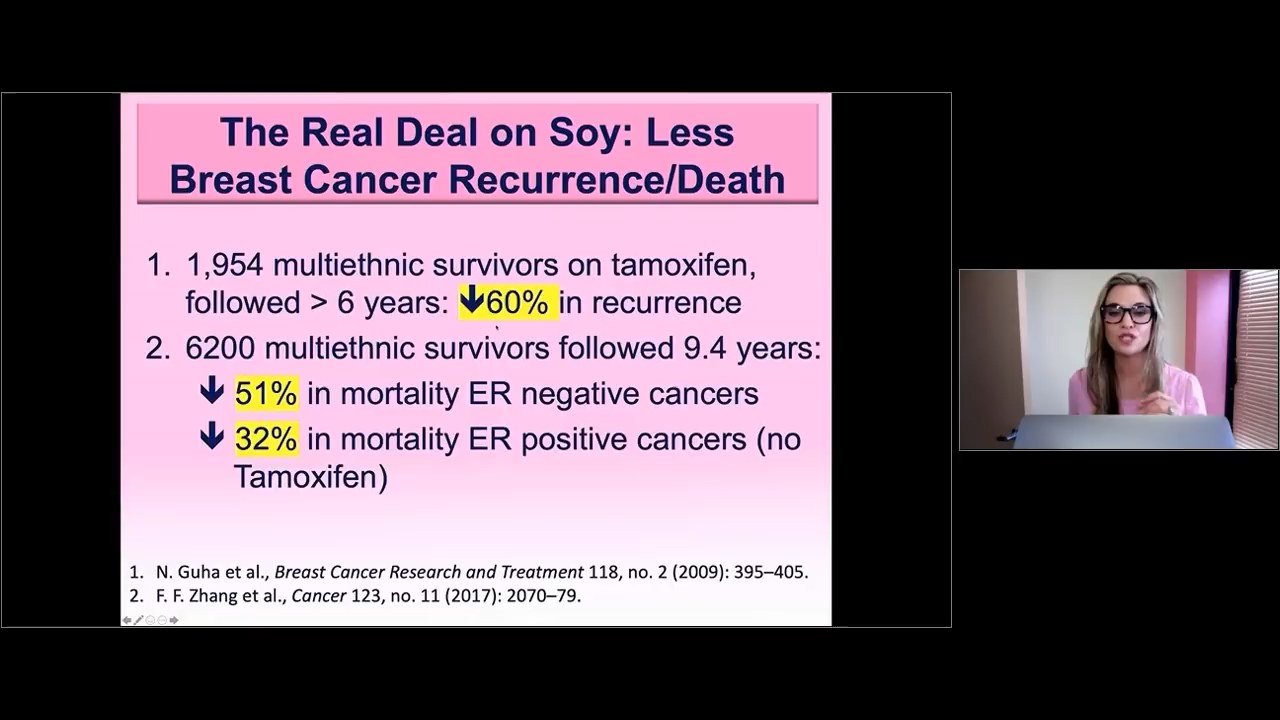 The Real Deal on Soy: Less
Breast Cancer Recurrence/Death
1. 1,954 multiethnic survivors on tamoxifen,
followed > 6 years: 🡻60% in recurrence
2. 6200 multiethnic survivors followed 9.4 years:
🡻 51% in mortality ER negative cancers
🡻 32% in mortality ER positive cancers (no
Tamoxifen)
1. N. Guha et al., Breast Cancer Research and Treatment 118, no. 2 (2009): 395–405.
2. F. F. Zhang et al., Cancer 123, no. 11 (2017): 2070–79.